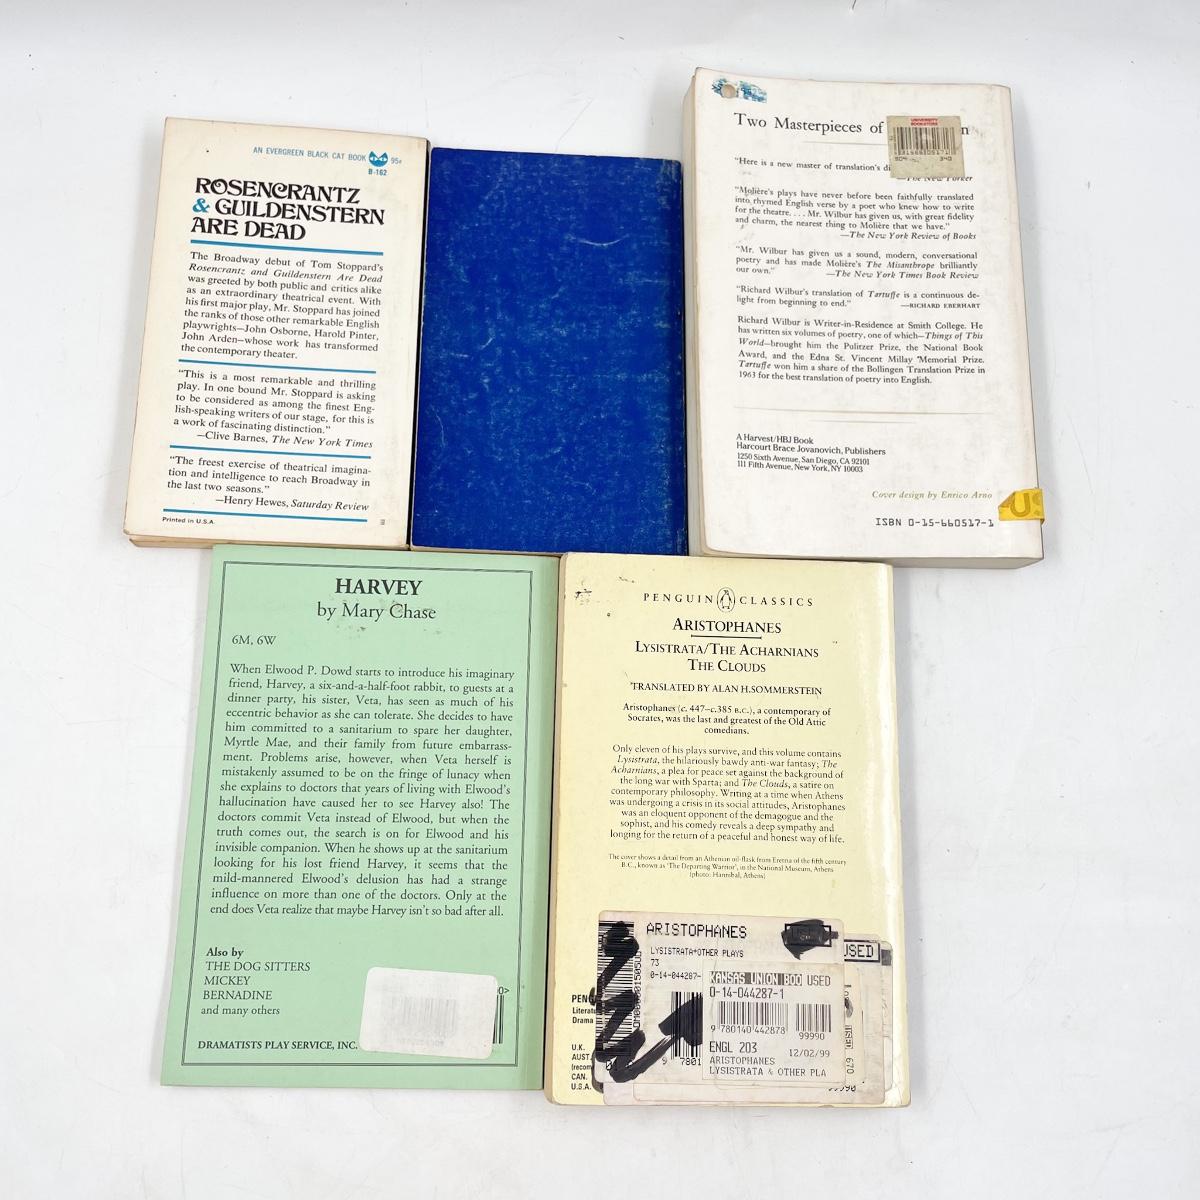 AN EVERGREEN BLACK CAT BOOK 95¢
B-162
ROSENCRANTZ
& GUILDENSTERN
ARE DEAD
The Broadway debut of Tom Stoppard's
Rosencrantz and Guildenstern Are Dead
was greeted by both public and critics alike
as an extraordinary theatrical event. With
his first major play, Mr. Stoppard has joined
the ranks of those other remarkable English
playwrights—John Osborne, Harold Pinter,
John Arden—whose work has transformed
the contemporary theater.
"This is a most remarkable and thrilling
play. In one bound Mr. Stoppard is asking
to be considered as among the finest Eng-
lish-speaking writers of our stage, for this is
a work of fascinating distinction."
—Clive Barnes, The New York Times
"The freest exercise of theatrical imagina-
tion and intelligence to reach Broadway in
the last two seasons."
—Henry Hewes, Saturday Review
Printed in U.S.A.
Two Masterpieces of
UNIVERSITY
BOOKSTORE
"Here is a new master of translation's
—The New Yorker
"Molière's plays have never before been faithfully translated
into rhymed English verse by a poet who knew how to write
for the theatre. . . . Mr. Wilbur has given us, with great fidelity
and charm, the nearest thing to Molière that we have."
—The New York Review of Books
"Mr. Wilbur has given us a sound, modern, conversational
poetry and has made Molière's The Misanthrope brilliantly
our own."
—The New York Times Book Review
"Richard Wilbur's translation of Tartuffe is a continuous de-
light from beginning to end."
—RICHARD EBERHART
Richard Wilbur is Writer-in-Residence at Smith College. He
has written six volumes of poetry, one of which—Things of This
World—brought him the Pulitzer Prize, the National Book
Award, and the Edna St. Vincent Millay Memorial Prize.
Tartuffe won him a share of the Bollingen Translation Prize in
1963 for the best translation of poetry into English.
A Harvest/HBJ Book
Harcourt Brace Jovanovich, Publishers
1250 Sixth Avenue, San Diego, CA 92101
111 Fifth Avenue, New York, NY 10003
Cover design by Enrico Arno
US
ISBN 0-15-660517-1
HARVEY
by Mary Chase
6M, 6W
When Elwood P. Dowd starts to introduce his imaginary
friend, Harvey, a six-and-a-half-foot rabbit, to guests at a
dinner party, his sister, Veta, has seen as much of his
eccentric behavior as she can tolerate. She decides to have
him committed to a sanitarium to spare her daughter,
Myrtle Mae, and their family from future embarrass-
ment. Problems arise, however, when Veta herself is
mistakenly assumed to be on the fringe of lunacy when
she explains to doctors that years of living with Elwood's
hallucination have caused her to see Harvey also! The
doctors commit Veta instead of Elwood, but when the
truth comes out, the search is on for Elwood and his
invisible companion. When he shows up at the sanitarium
looking for his lost friend Harvey, it seems that the
mild-mannered Elwood's delusion has had a strange
influence on more than one of the doctors. Only at the
end does Veta realize that maybe Harvey isn't so bad after all.
Also by
THE DOG SITTERS
MICKEY
BERNADINE
and many others
DRAMATISTS PLAY SERVICE, INC.
PENGUIN CLASSICS
ARISTOPHANES
LYSISTRATA/THE ACHARNIANS
THE CLOUDS
TRANSLATED BY ALAN H. SOMMERSTEIN
Aristophanes (c. 447–c.385 B.C.), a contemporary of
Socrates, was the last and greatest of the Old Attic
comedians.
Only eleven of his plays survive, and this volume contains
Lysistrata, the hilariously bawdy anti-war fantasy; The
Acharnians, a plea for peace set against the background of
the long war with Sparta; and The Clouds, a satire on
contemporary philosophy. Writing at a time when Athens
was undergoing a crisis in its social attitudes, Aristophanes
was an eloquent opponent of the demagogue and the
sophist, and his comedy reveals a deep sympathy and
longing for the return of a peaceful and honest way of life.
The cover shows a detail from an Athenian oil-flask from Eretria of the fifth century
B.C., known as 'The Departing Warrior', in the National Museum, Athens
(photo: Hannibal, Athens)
ARISTOPHANES
LYSISTRATA+OTHER PLAYS
73
0-14-044287-
USED
KANSAS UNION BOO USED
0-14-044287-1
9 780140 442878
99990
ENGL 203
12/02/99
ARISTOPHANES
LYSISTRATA & OTHER PLA
9 7801
PENG
Literatu
Drama
U.K.
AUST.
(recom
CAN.
U.S.A.